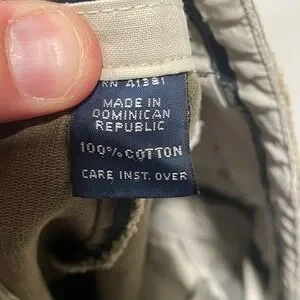 RN 41381
MADE IN
DOMINICAN
REPUBLIC
100% COTTON
CARE INST. OVER